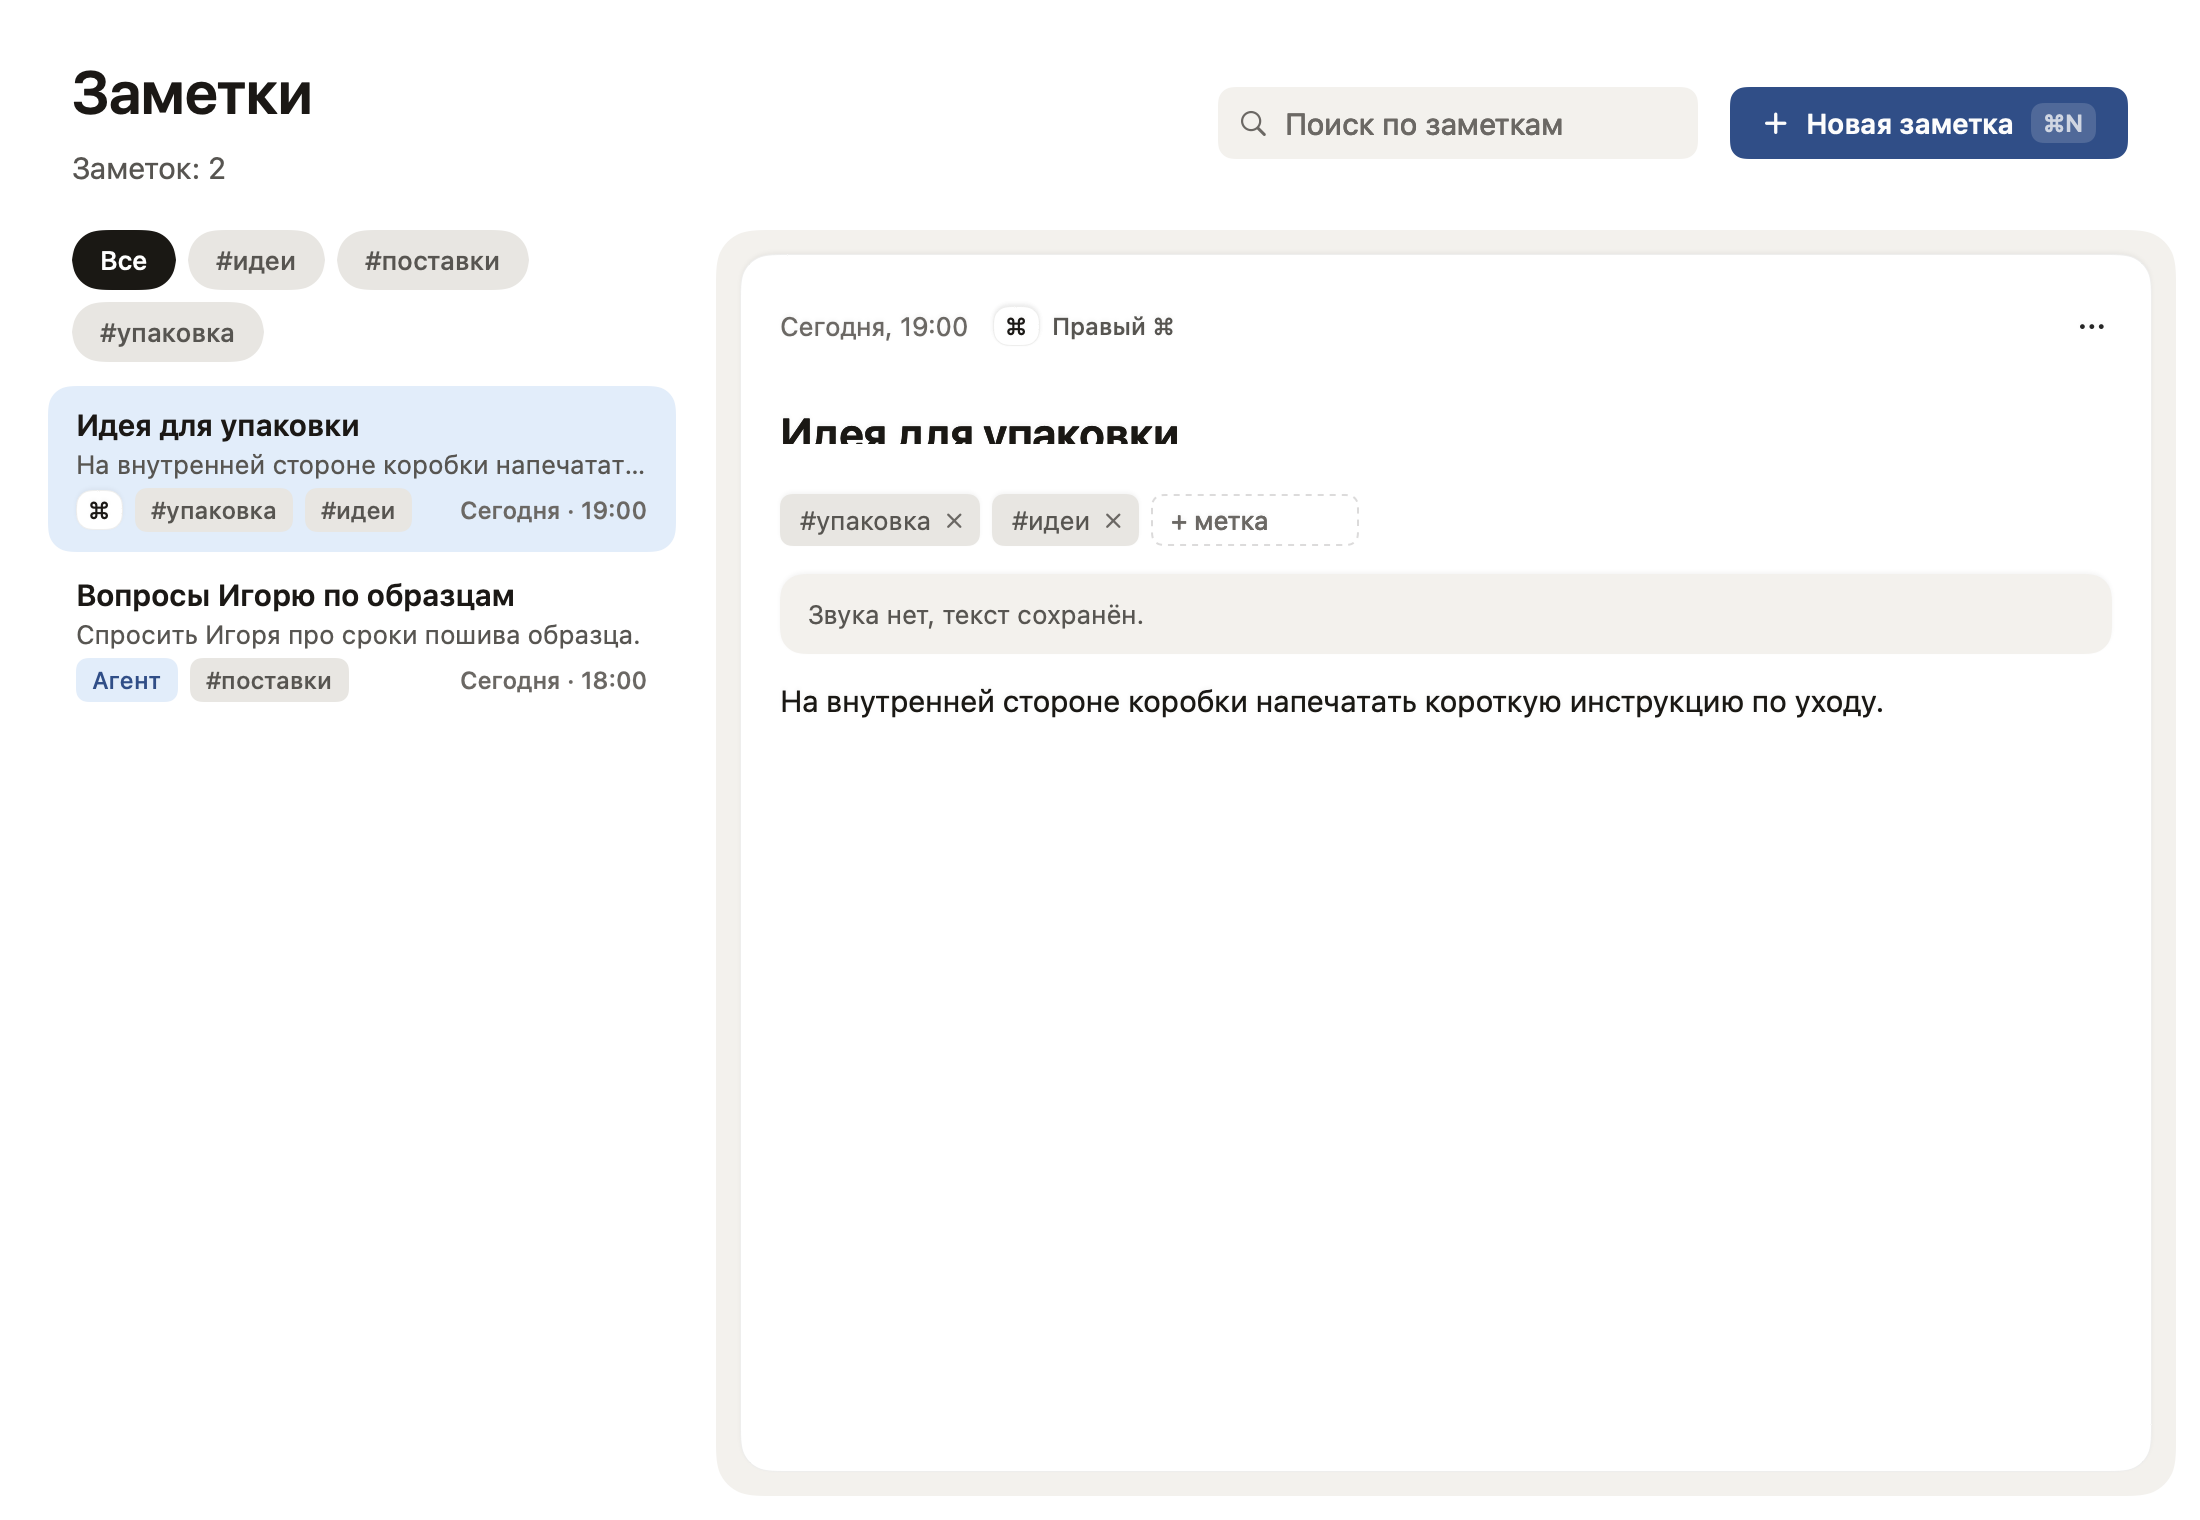 Заметки
Заметок: 2
Поиск по заметкам
+ Новая заметка ⌘N
Все #идеи #поставки
#упаковка
Идея для упаковки
На внутренней стороне коробки напечатат...
⌘ #упаковка #идеи Сегодня · 19:00
Вопросы Игорю по образцам
Спросить Игоря про сроки пошива образца.
Агент #поставки Сегодня · 18:00
Сегодня, 19:00 ⌘ Правый ⌘
Идея для упаковки
#упаковка × #идеи × + метка
Звука нет, текст сохранён.
На внутренней стороне коробки напечатать короткую инструкцию по уходу.